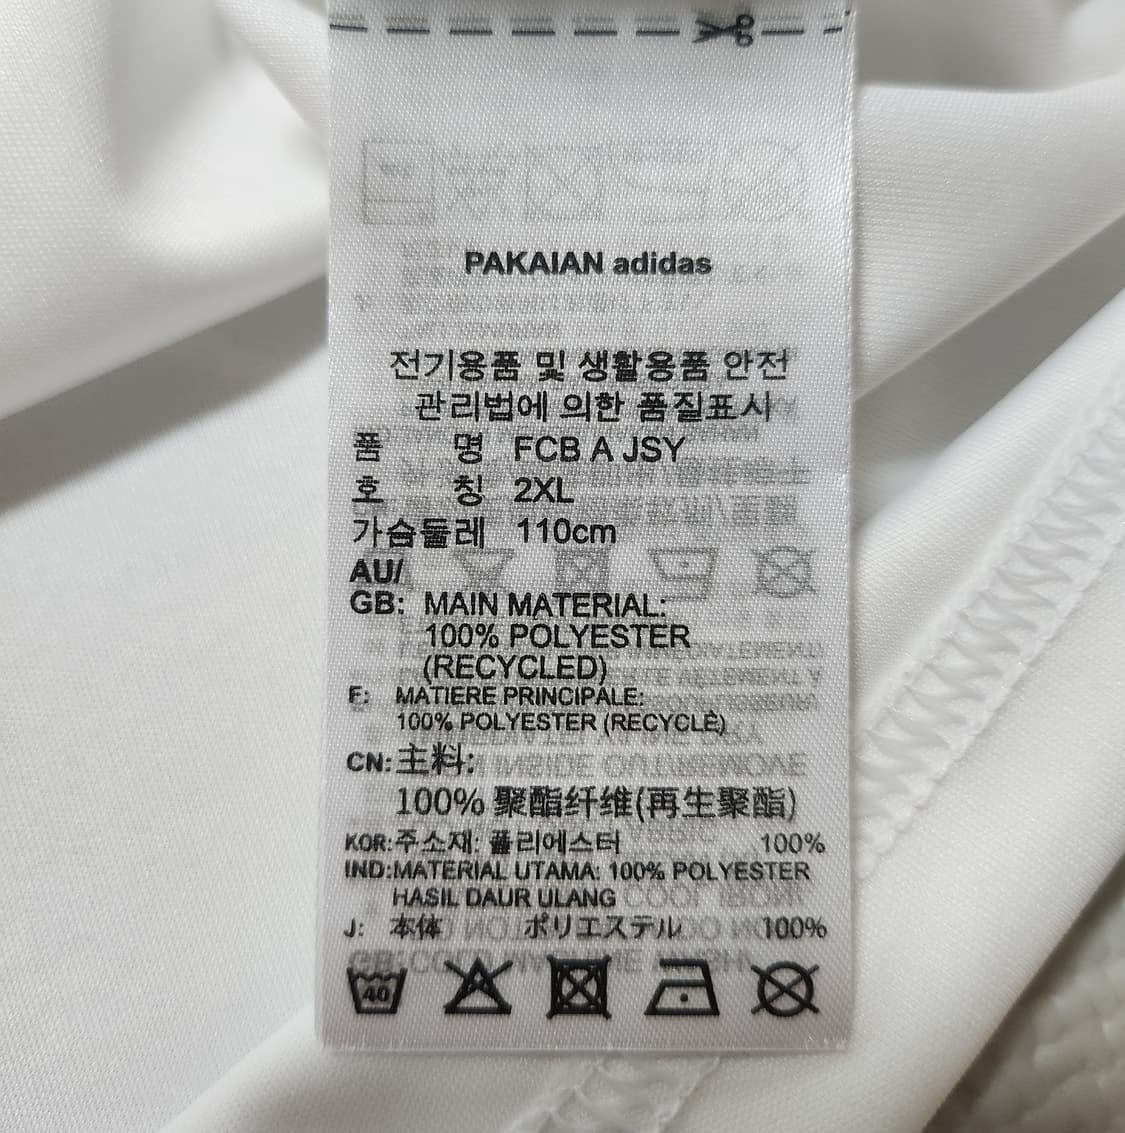 PAKAIAN adidas
전기용품 및 생활용품 안전
관리법에 의한 품질표시
품 명 FCB A JSY
호 칭 2XL
가슴둘레 110cm
AU/
GB: MAIN MATERIAL:
100% POLYESTER
(RECYCLED)
F: MATIERE PRINCIPALE:
100% POLYESTER (RECYCLÉ)
CN:主料:
100% 聚酯纤维(再生聚酯)
KOR:주소재: 폴리에스터 100%
IND:MATERIAL UTAMA: 100% POLYESTER
HASIL DAUR ULANG
J: 本体 ポリエステル 100%
40